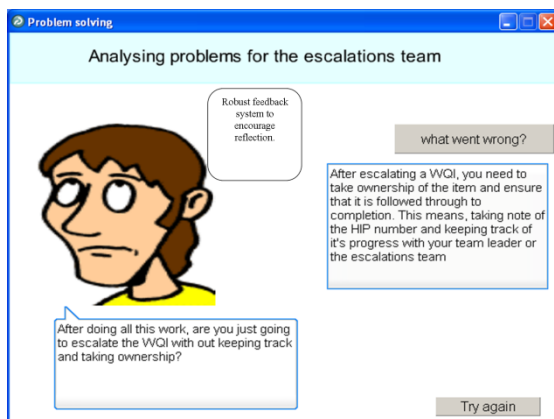 Problem solving
Analysing problems for the escalations team
Robust feedback
system to
encourage
reflection.
what went wrong?
After escalating a WQI, you need to
take ownership of the item and ensure
that it is followed through to
completion. This means, taking note of
the HIP number and keeping track of
it's progress with your team leader or
the escalations team
After doing all this work, are you just going
to escalate the WQI with out keeping track
and taking ownership?
Try again